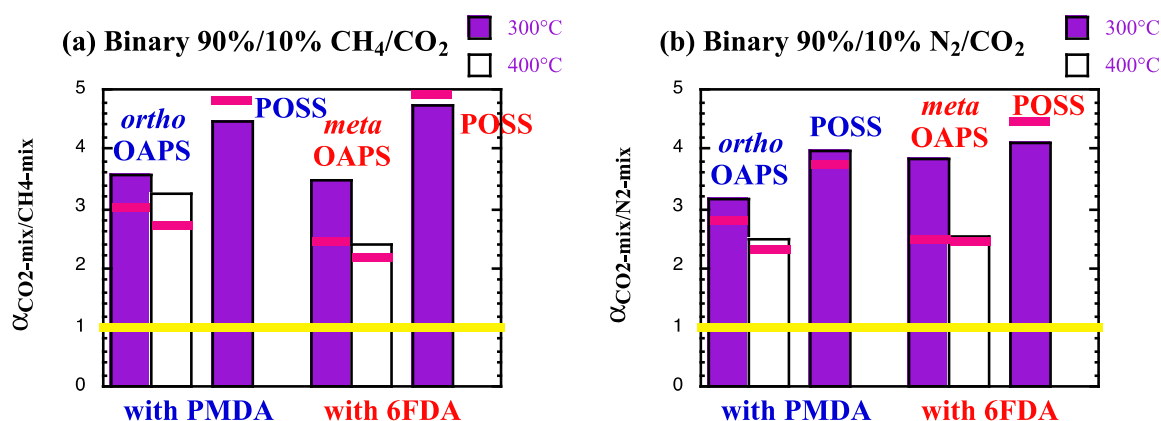 (a) Binary 90%/10% CH4/CO2
300°C
400°C
5
4
3
2
1
0
αCO2-mix/CH4-mix
ortho
OAPS
POSS
meta
OAPS
POSS
with PMDA
with 6FDA
(b) Binary 90%/10% N2/CO2
300°C
400°C
5
4
3
2
1
0
αCO2-mix/N2-mix
ortho
OAPS
POSS
meta
OAPS
POSS
with PMDA
with 6FDA